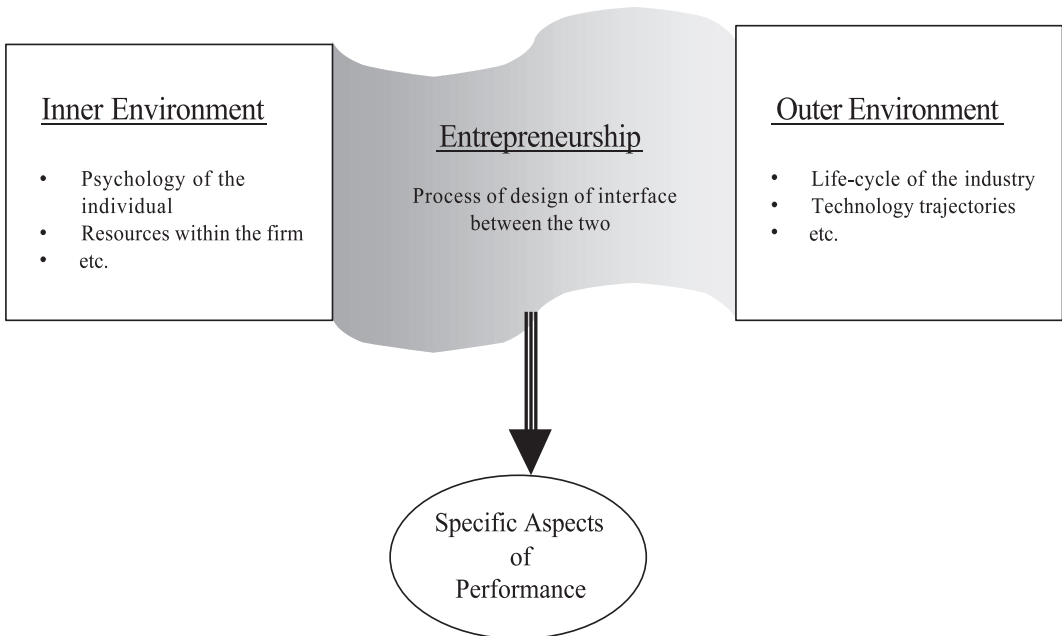 Inner Environment
• Psychology of the
individual
• Resources within the firm
• etc.
Entrepreneurship
Process of design of interface
between the two
Outer Environment
• Life-cycle of the industry
• Technology trajectories
• etc.
Specific Aspects
of
Performance